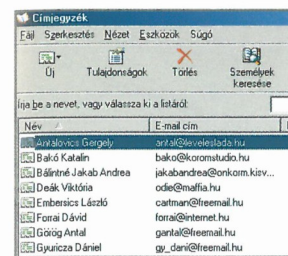 Címjegyzék
Fájl Szerkesztés Nézet Eszközök Súgó
Új Tulajdonságok Törlés Személyek keresése
Írja be a nevet, vagy válassza ki a listáról:
Név E-mail cím
Antalovics Gergely antal@leveleslada.hu
Bakó Katalin bako@koromstudio.hu
Bálintné Jakab Andrea jakabandrea@onkorm.kisv...
Deák Viktória odie@maffia.hu
Embersics László cartman@freemail.hu
Forrai Dávid forrai@internet.hu
Görög Antal gantal@freemail.hu
Gyuricza Dániel gy_dani@freemail.hu